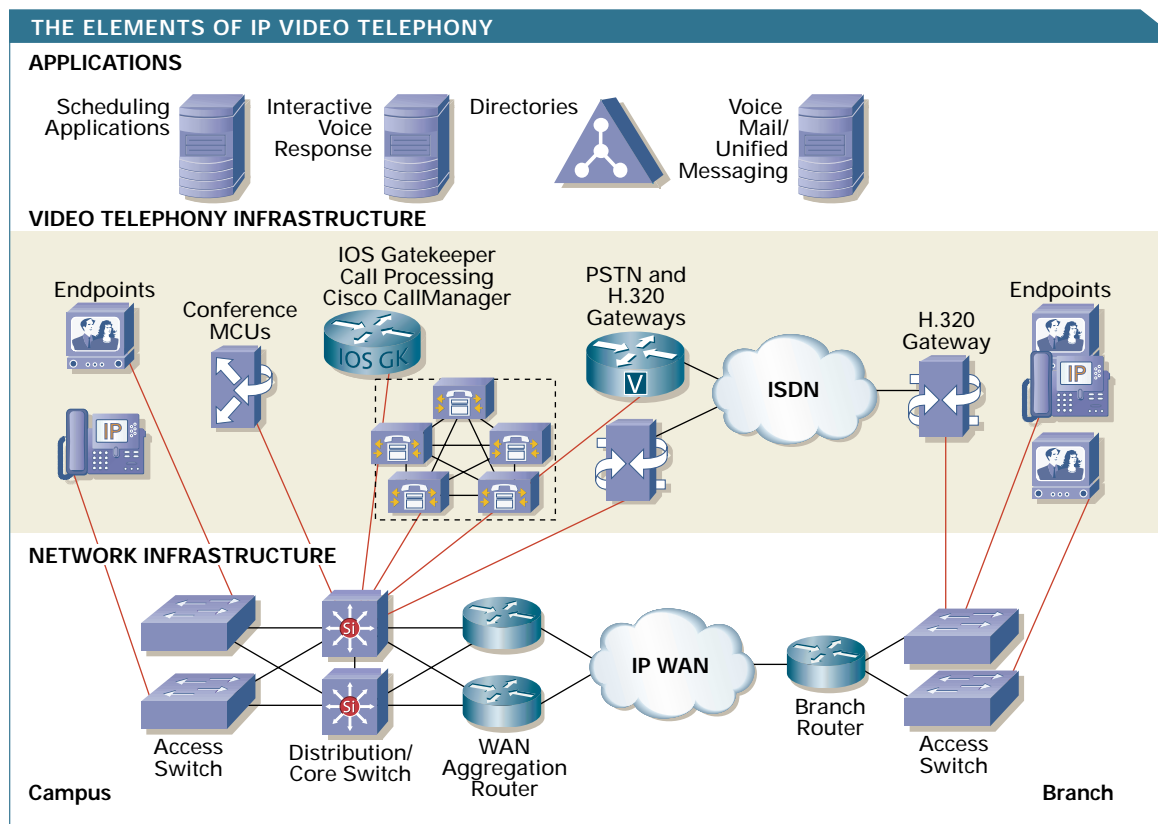 THE ELEMENTS OF IP VIDEO TELEPHONY
APPLICATIONS
Scheduling
Applications
Interactive
Voice
Response
Directories
Voice
Mail/
Unified
Messaging
VIDEO TELEPHONY INFRASTRUCTURE
Endpoints
Conference
MCUs
IOS Gatekeeper
Call Processing
Cisco CallManager
IOS GK
PSTN and
H.320
Gateways
V
ISDN
H.320
Gateway
Endpoints
IP
IP
NETWORK INFRASTRUCTURE
Si
Si
IP WAN
Access
Switch
Distribution/
Core Switch
WAN
Aggregation
Router
Branch
Router
Access
Switch
Campus
Branch